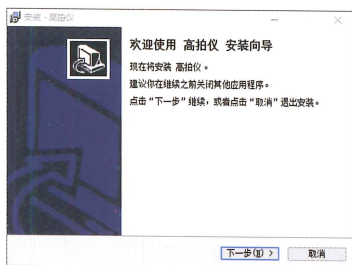 安装 - 高拍仪
欢迎使用 高拍仪 安装向导
现在将安装 高拍仪。
建议你在继续之前关闭其他应用程序。
点击“下一步”继续，或者点击“取消”退出安装。
下一步(N) >
取消